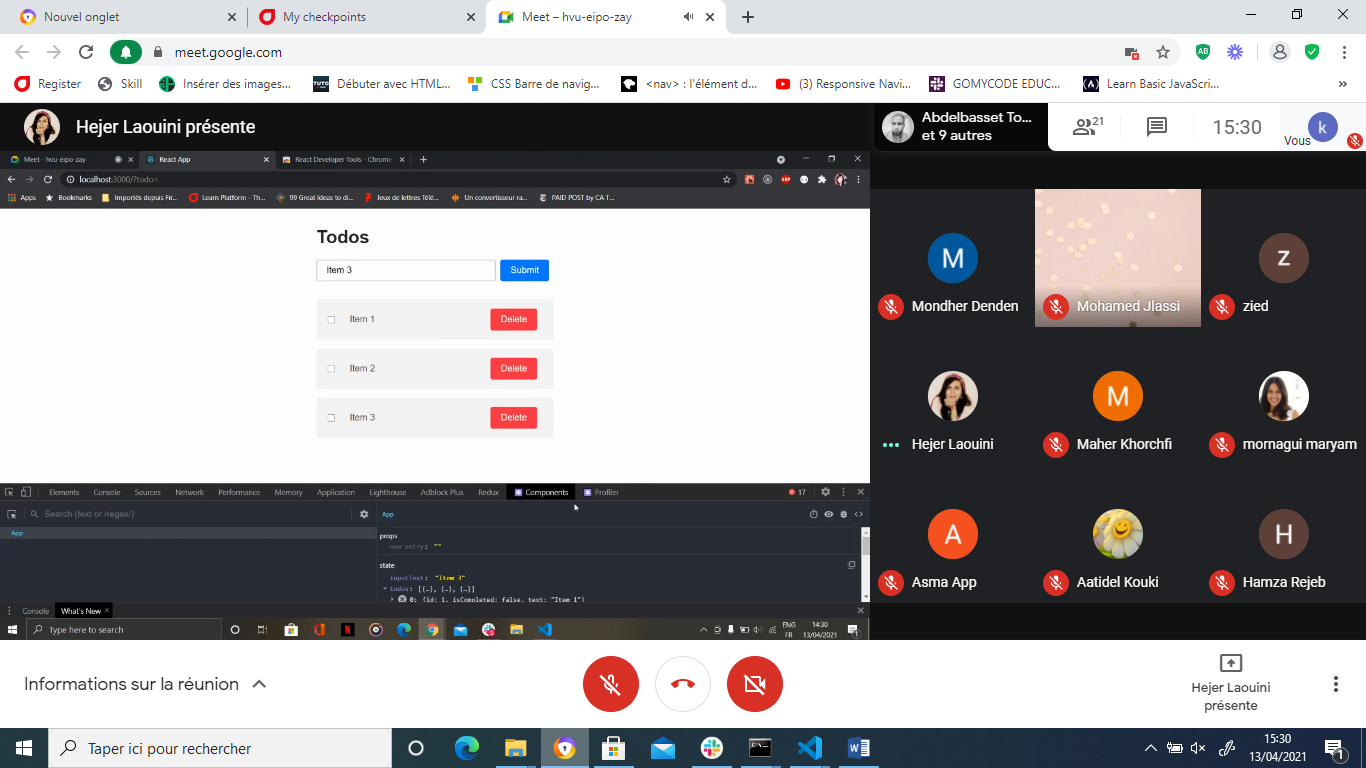 Nouvel onglet
My checkpoints
Meet – hvu-eipo-zay
meet.google.com
Register
Skill
Insérer des images...
Débuter avec HTML...
CSS Barre de navig...
<nav> : l'élément d...
(3) Responsive Navi...
GOMYCODE EDUC...
Learn Basic JavaScri...
Hejer Laouini présente
Abdelbasset To...
et 9 autres
21
15:30
Vous
k
Meet - hvu-eipo-zay
React App
React Developer Tools - Chrome
localhost:3000/?todo=
Apps
Bookmarks
Importés depuis Fir...
Learn Platform - Th...
99 Great Ideas to di...
Jeux de lettres Télé...
Un convertisseur ra...
PAID POST by CA T...
Todos
Item 3
Submit
Item 1
Delete
Item 2
Delete
Item 3
Delete
Elements
Console
Sources
Network
Performance
Memory
Application
Lighthouse
Adblock Plus
Redux
Components
Profiler
17
Search (text or /regex/)
App
App
props
new entry: ""
state
inputText: "Item 3"
todos: [{…}, {…}, {…}]
0: {id: 1, isCompleted: false, text: "Item 1"}
Console
What's New
Type here to search
ENG
FR
14:30
13/04/2021
M
Mondher Denden
Mohamed Jlassi
z
zied
Hejer Laouini
M
Maher Khorchfi
mornagui maryam
A
Asma App
Aatidel Kouki
H
Hamza Rejeb
Informations sur la réunion
Hejer Laouini
présente
Taper ici pour rechercher
15:30
13/04/2021
1